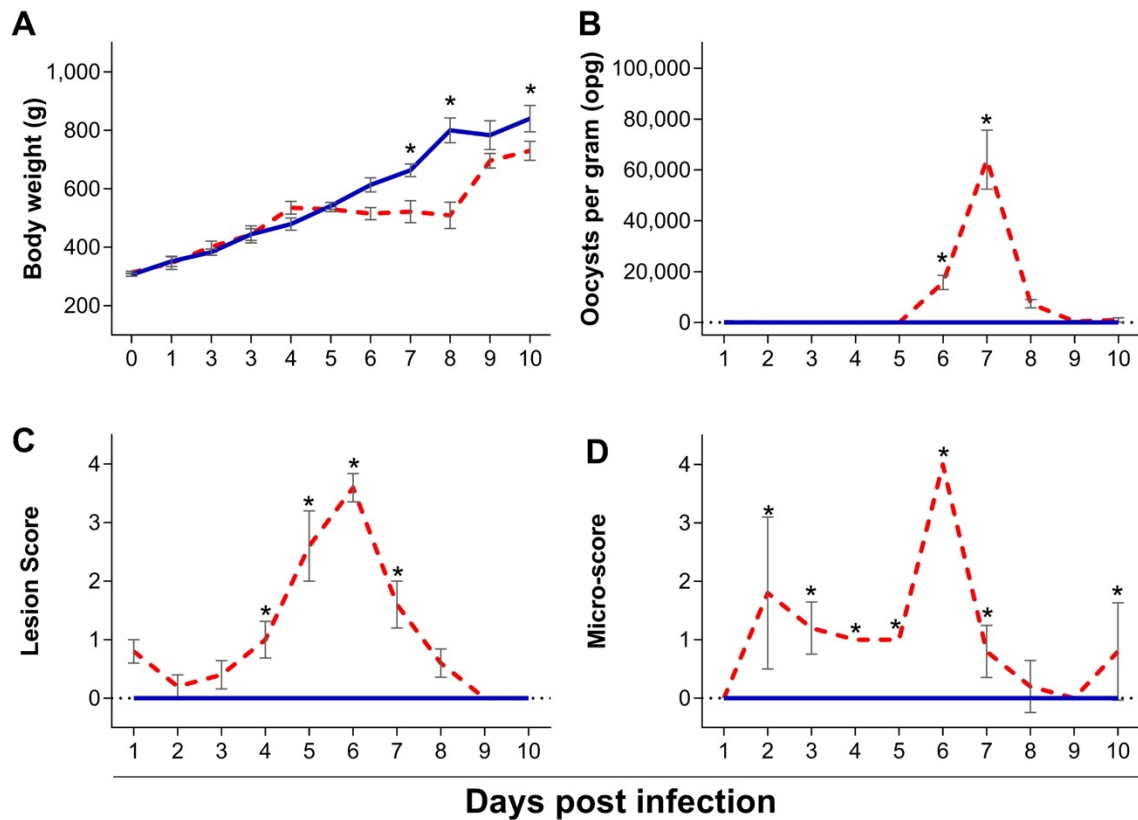 A
Body weight (g)
1,000
800
600
400
200
* * *
0 1 3 3 4 5 6 7 8 9 10
B
Oocysts per gram (opg)
100,000
80,000
60,000
40,000
20,000
0
* *
1 2 3 4 5 6 7 8 9 10
C
Lesion Score
4
3
2
1
0
* * * *
1 2 3 4 5 6 7 8 9 10
D
Micro-score
4
3
2
1
0
* * * * * * *
1 2 3 4 5 6 7 8 9 10
Days post infection